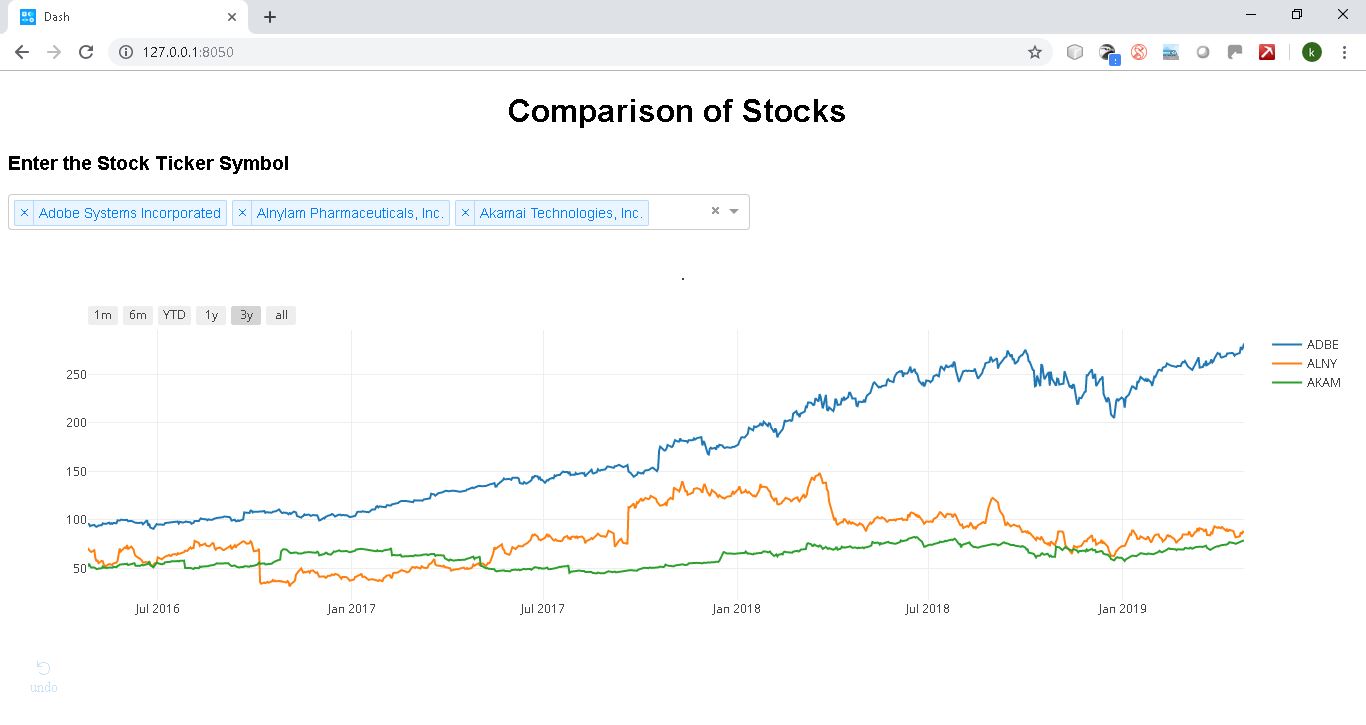 Dash
127.0.0.1:8050
k
Comparison of Stocks
Enter the Stock Ticker Symbol
× Adobe Systems Incorporated × Alnylam Pharmaceuticals, Inc. × Akamai Technologies, Inc. ×
.
1m 6m YTD 1y 3y all
ADBE
ALNY
AKAM
250
200
150
100
50
Jul 2016 Jan 2017 Jul 2017 Jan 2018 Jul 2018 Jan 2019
undo